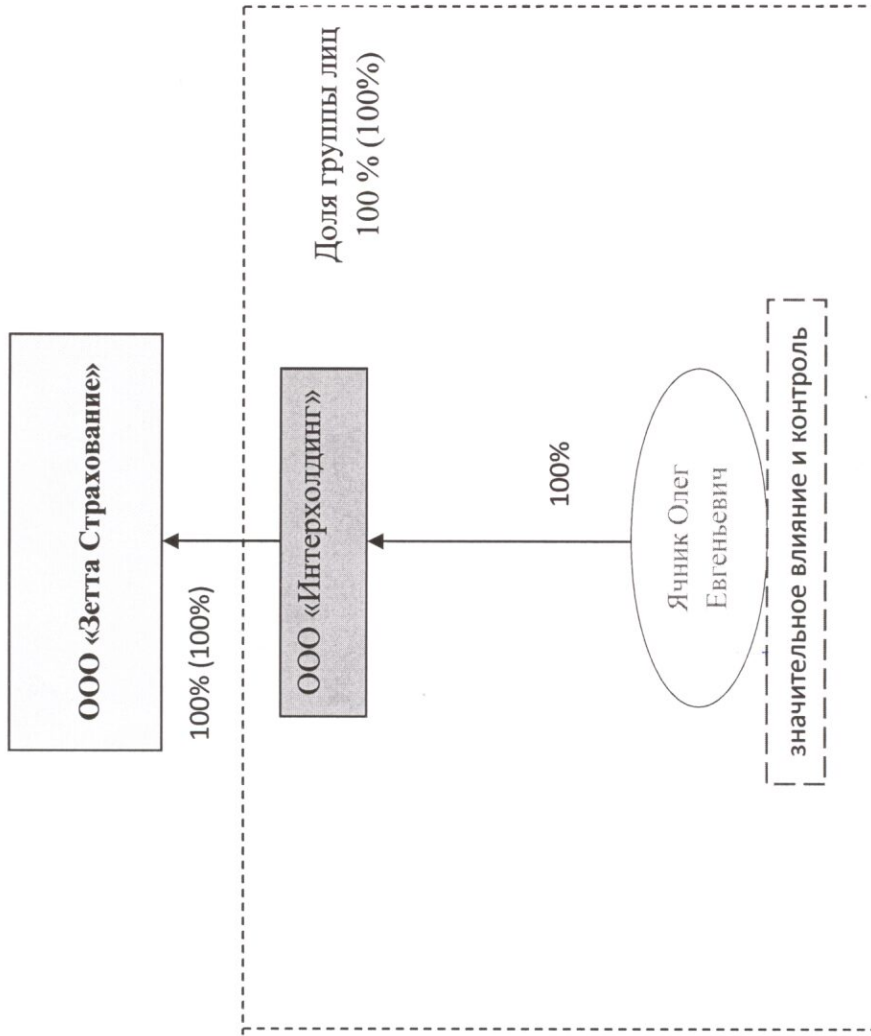 ООО «Зетта Страхование»
100% (100%)
ООО «Интерхолдинг»
Доля группы лиц
100 % (100%)
100%
Ячник Олег
Евгеньевич
значительное влияние и контроль